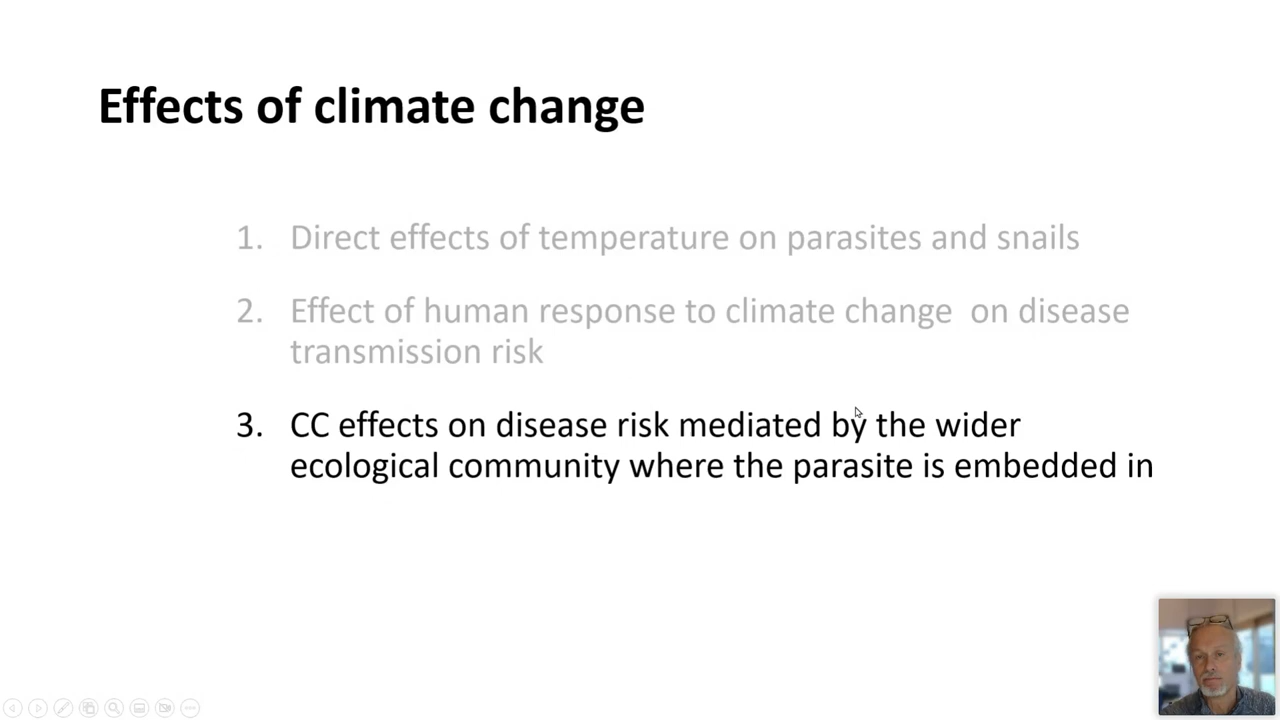 Effects of climate change
1. Direct effects of temperature on parasites and snails
2. Effect of human response to climate change  on disease
transmission risk
3. CC effects on disease risk mediated by the wider
ecological community where the parasite is embedded in